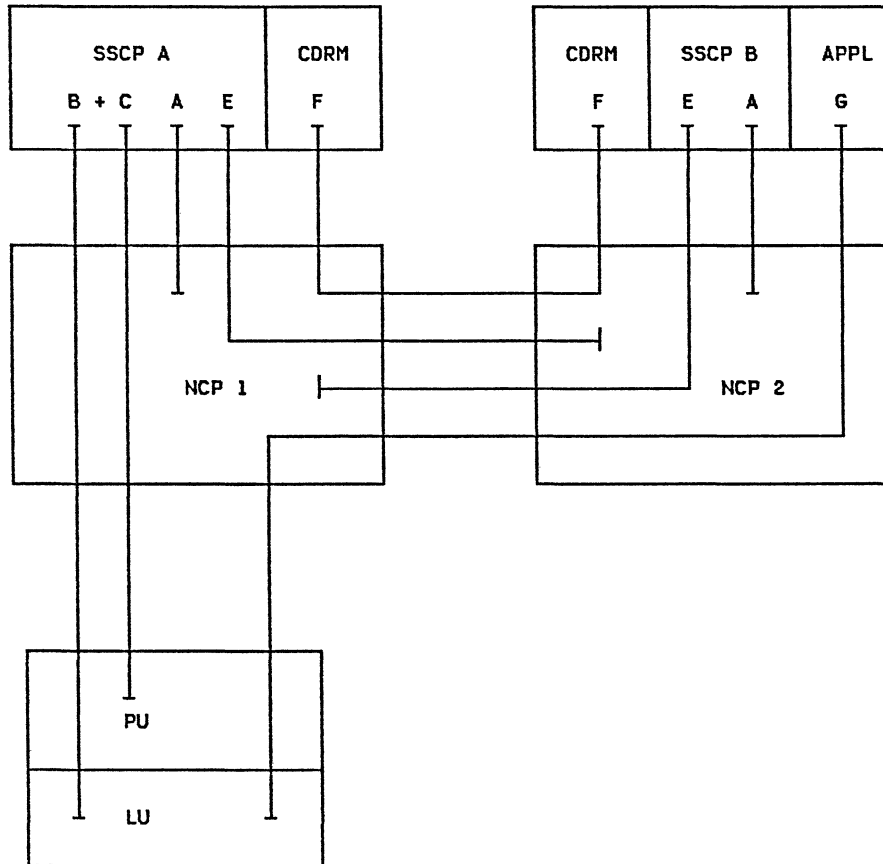 SSCP A CDRM
B + C A E F
CDRM SSCP B APPL
F E A G
NCP 1
NCP 2
PU
LU